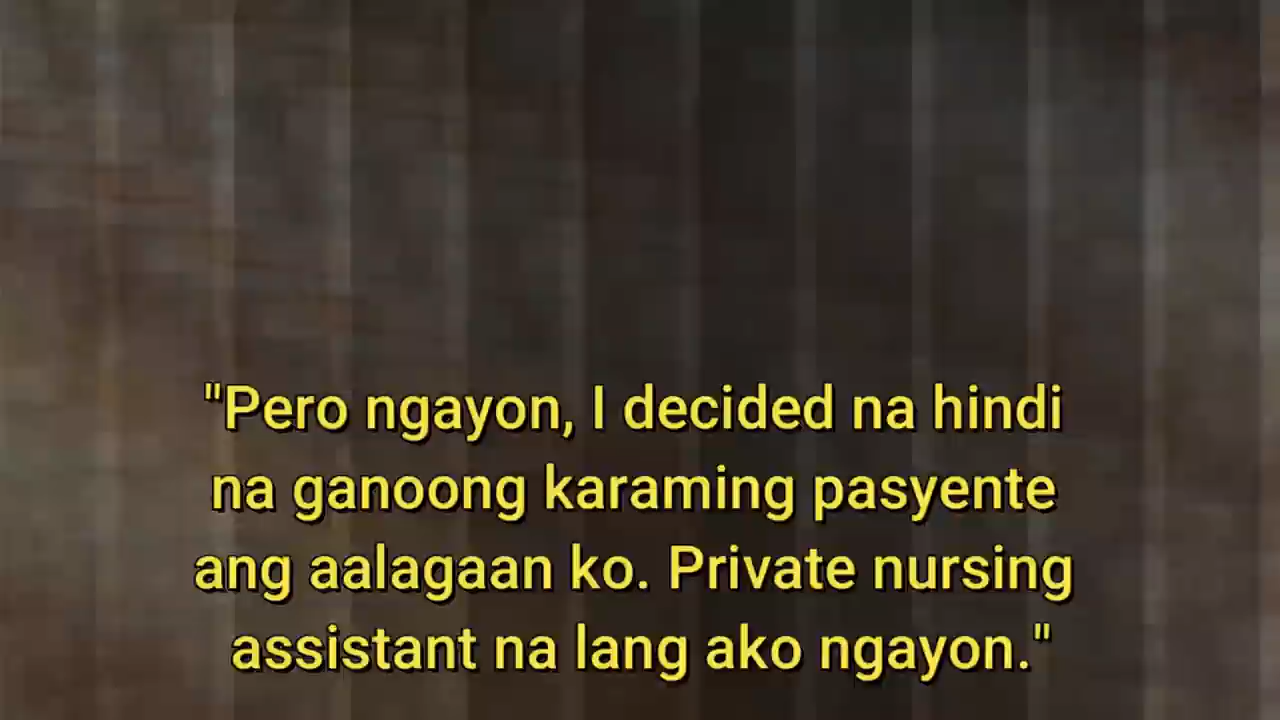 "Pero ngayon, I decided na hindi
na ganoong karaming pasyente
ang aalagaan ko. Private nursing
assistant na lang ako ngayon."